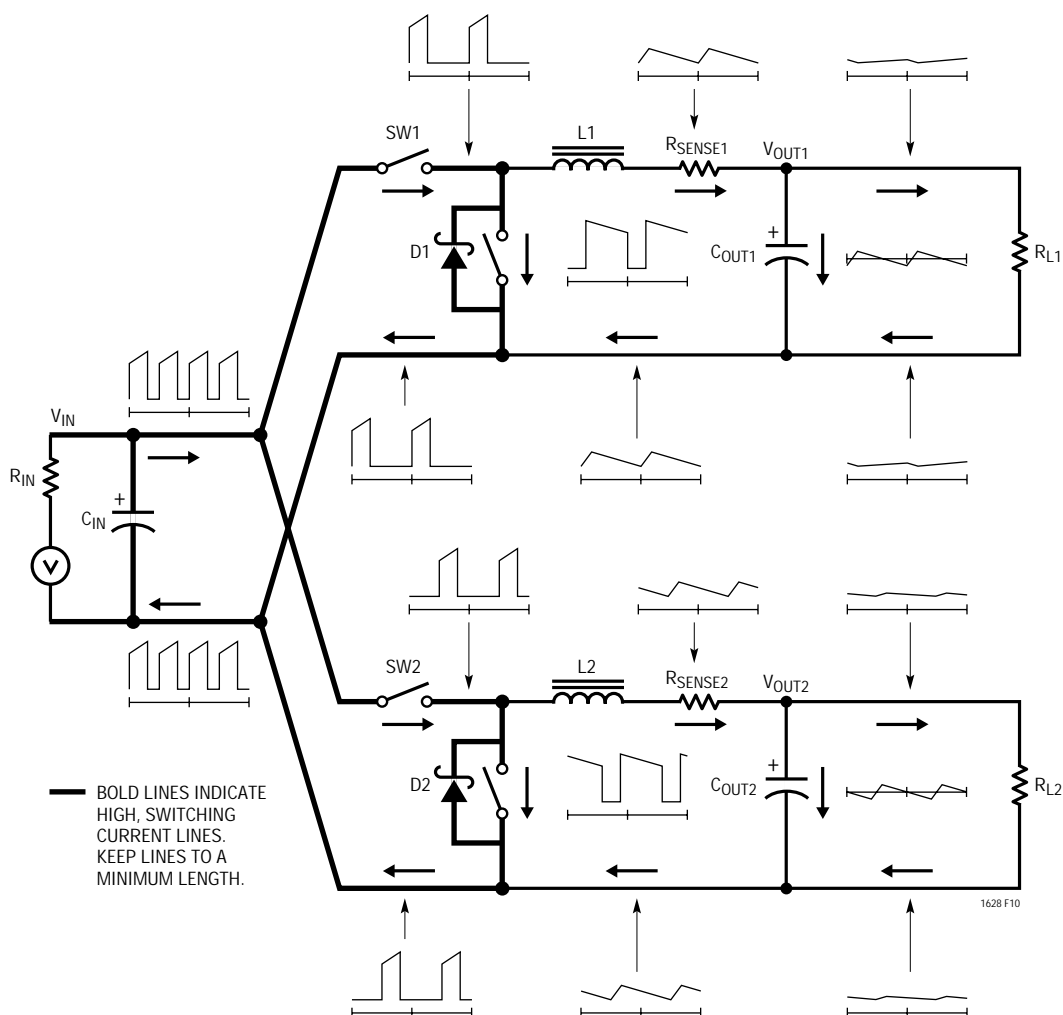 SW1
L1
RSENSE1
VOUT1
D1
COUT1
+
RL1
VIN
RIN
CIN
+
V
SW2
L2
RSENSE2
VOUT2
D2
COUT2
+
RL2
BOLD LINES INDICATE
HIGH, SWITCHING
CURRENT LINES.
KEEP LINES TO A
MINIMUM LENGTH.
1628 F10